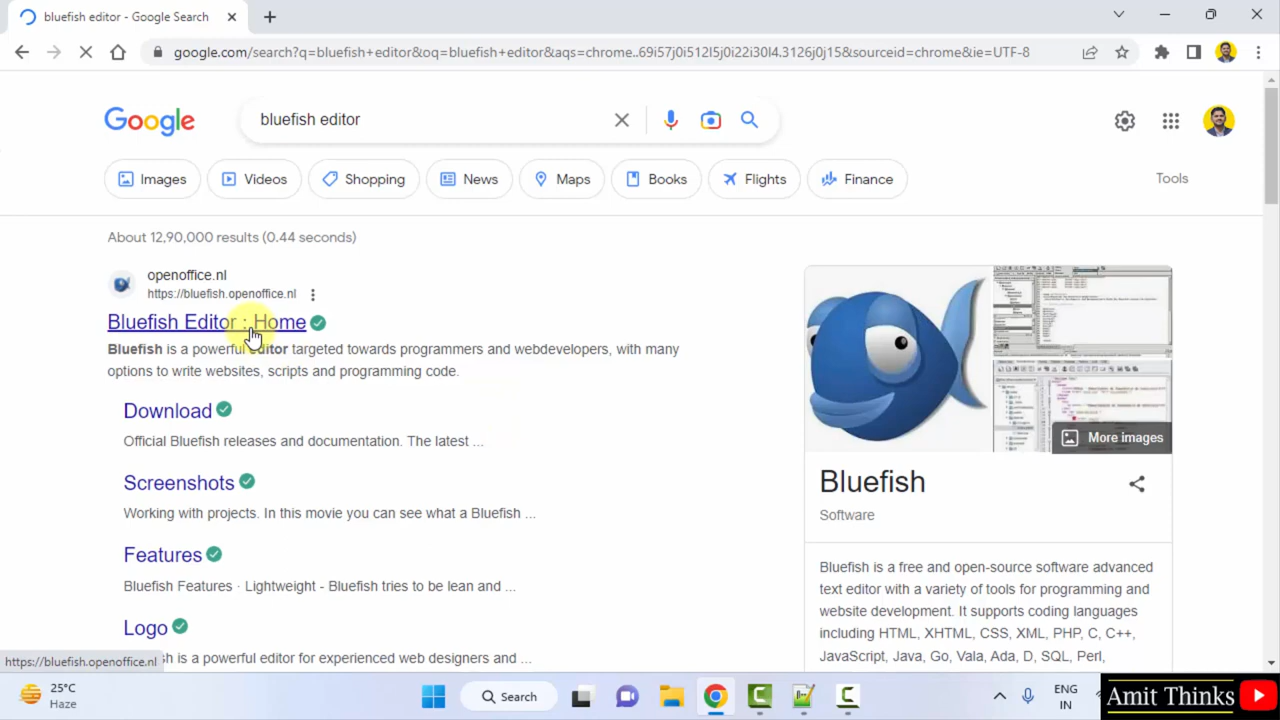 bluefish editor - Google Search
google.com/search?q=bluefish+editor&oq=bluefish+editor&aqs=chrome..69i57j0i512l5j0i22i30l4.3126j0j15&sourceid=chrome&ie=UTF-8
Google
bluefish editor
Images
Videos
Shopping
News
Maps
Books
Flights
Finance
Tools
About 12,90,000 results (0.44 seconds)
openoffice.nl
https://bluefish.openoffice.nl
Bluefish Editor : Home
Bluefish is a powerful editor targeted towards programmers and webdevelopers, with many
options to write websites, scripts and programming code.
Download
Official Bluefish releases and documentation. The latest ...
Screenshots
Working with projects. In this movie you can see what a Bluefish ...
Features
Bluefish Features · Lightweight - Bluefish tries to be lean and ...
Logo
is a powerful editor for experienced web designers and ...
More images
Bluefish
Software
Bluefish is a free and open-source software advanced
text editor with a variety of tools for programming and
website development. It supports coding languages
including HTML, XHTML, CSS, XML, PHP, C, C++,
JavaScript, Java, Go, Vala, Ada, D, SQL, Perl,
https://bluefish.openoffice.nl
25°C
Haze
Search
ENG
IN
Amit Thinks